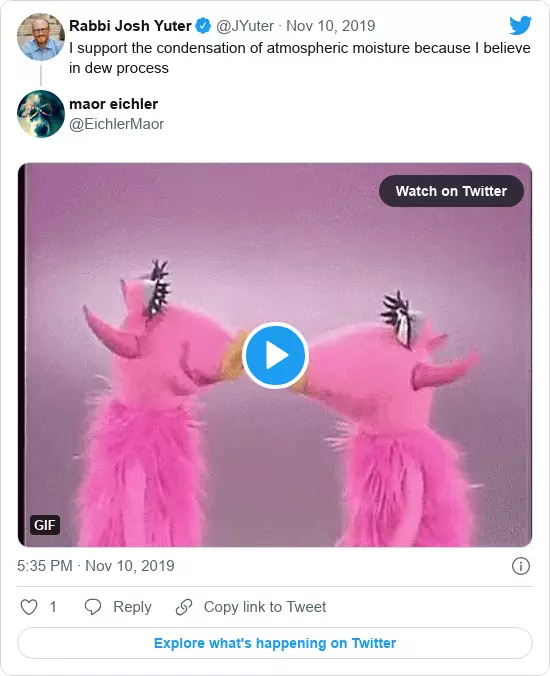 Rabbi Josh Yuter @JYuter · Nov 10, 2019
I support the condensation of atmospheric moisture because I believe
in dew process
maor eichler
@EichlerMaor
Watch on Twitter
GIF
5:35 PM · Nov 10, 2019
1 Reply Copy link to Tweet
Explore what's happening on Twitter